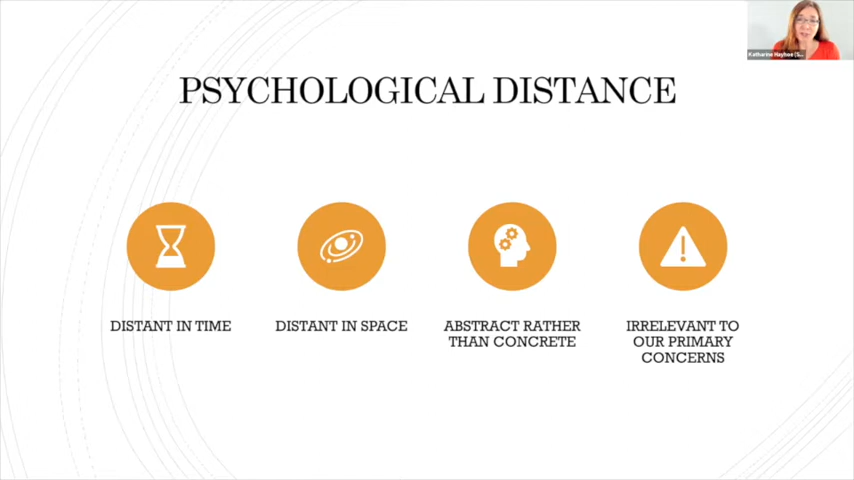 Katharine Hayhoe (S...
PSYCHOLOGICAL DISTANCE
DISTANT IN TIME
DISTANT IN SPACE
ABSTRACT RATHER
THAN CONCRETE
IRRELEVANT TO
OUR PRIMARY
CONCERNS